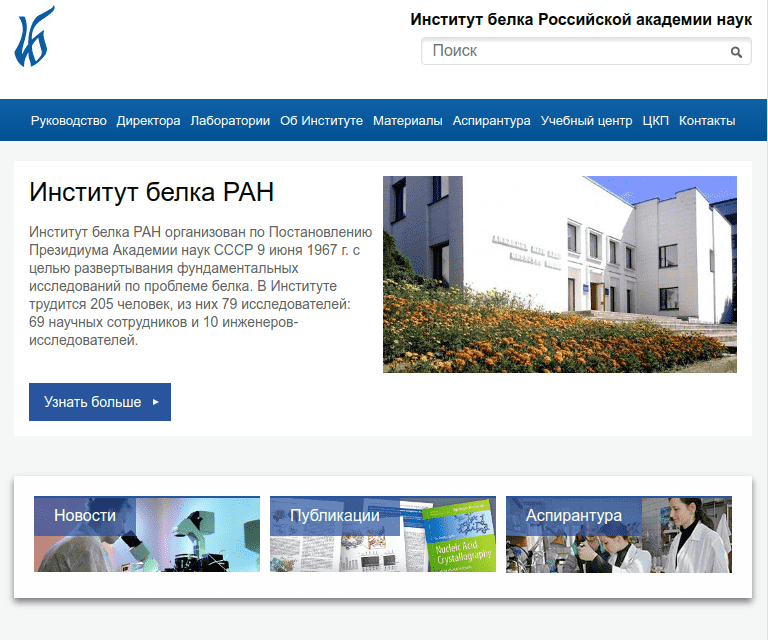 Институт белка Российской академии наук
Поиск
Руководство Директора Лаборатории Об Институте Материалы Аспирантура Учебный центр ЦКП Контакты
Институт белка РАН
Институт белка РАН организован по Постановлению
Президиума Академии наук СССР 9 июня 1967 г. с
целью развертывания фундаментальных
исследований по проблеме белка. В Институте
трудится 205 человек, из них 79 исследователей:
69 научных сотрудников и 10 инженеров-
исследователей.
Узнать больше
Новости
Публикации
Аспирантура
Nucleic Acid
Crystallography